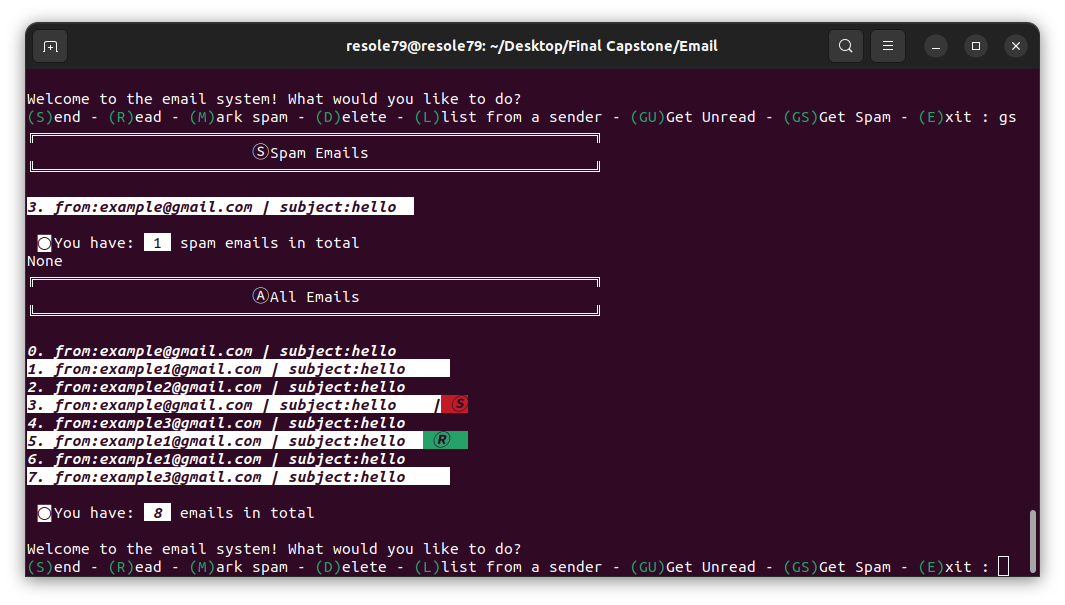 resole79@resole79: ~/Desktop/Final Capstone/Email
Welcome to the email system! What would you like to do?
(S)end - (R)ead - (M)ark spam - (D)elete - (L)list from a sender - (GU)Get Unread - (GS)Get Spam - (E)xit : gs
ⓈSpam Emails
3. from:example@gmail.com | subject:hello
◙You have: 1 spam emails in total
None
ⒶAll Emails
0. from:example@gmail.com | subject:hello
1. from:example1@gmail.com | subject:hello
2. from:example2@gmail.com | subject:hello
3. from:example@gmail.com | subject:hello | Ⓢ
4. from:example3@gmail.com | subject:hello
5. from:example1@gmail.com | subject:hello Ⓡ
6. from:example1@gmail.com | subject:hello
7. from:example3@gmail.com | subject:hello
◙You have: 8 emails in total
Welcome to the email system! What would you like to do?
(S)end - (R)ead - (M)ark spam - (D)elete - (L)list from a sender - (GU)Get Unread - (GS)Get Spam - (E)xit :